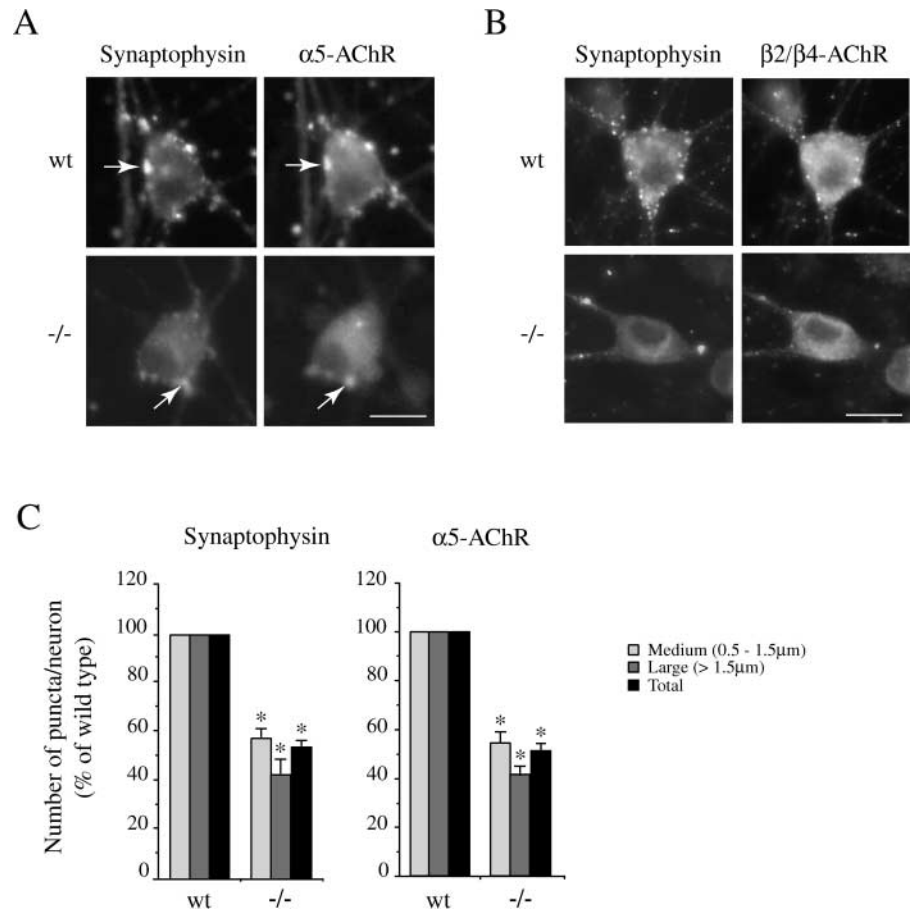 A
B
Synaptophysin
α5-AChR
Synaptophysin
β2/β4-AChR
wt
wt
-/-
-/-
C
Synaptophysin
α5-AChR
Number of puncta/neuron
(% of wild type)
120
100
80
60
40
20
0
* * *
wt
-/-
120
100
80
60
40
20
0
* * *
wt
-/-
Medium (0.5 - 1.5μm)
Large (> 1.5μm)
Total